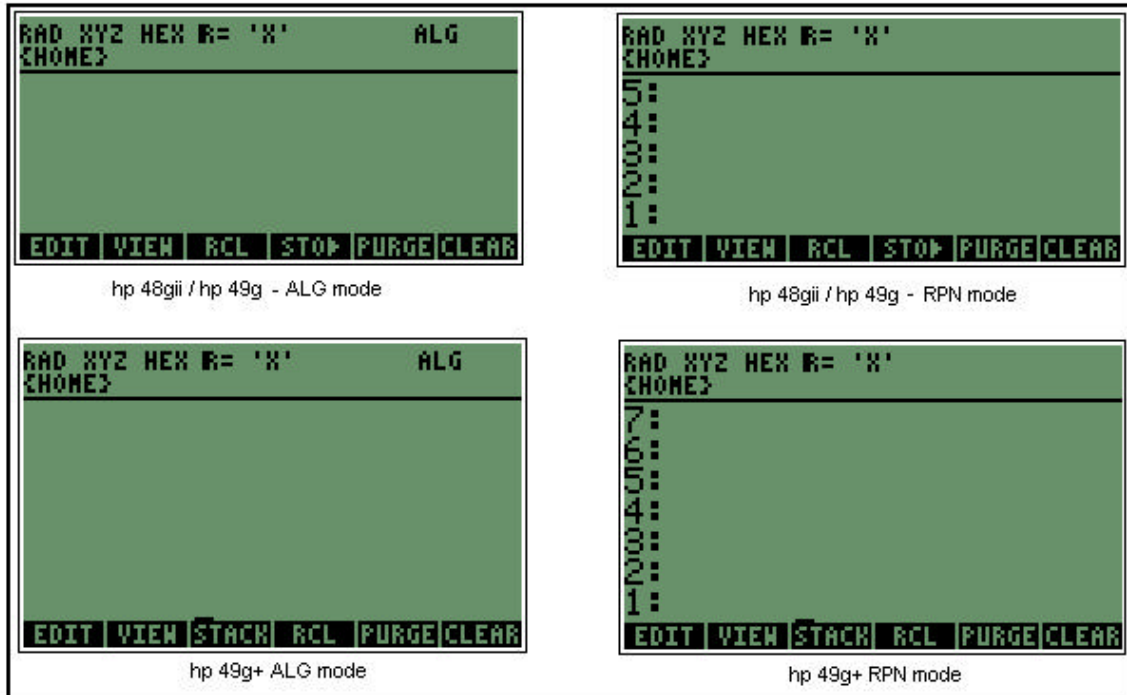 RAD XYZ HEX R= 'X' ALG
{HOME}
EDIT VIEW RCL STO▶ PURGE CLEAR
hp 48gii / hp 49g - ALG mode
RAD XYZ HEX R= 'X'
{HOME}
5:
4:
3:
2:
1:
EDIT VIEW RCL STO▶ PURGE CLEAR
hp 48gii / hp 49g - RPN mode
RAD XYZ HEX R= 'X' ALG
{HOME}
EDIT VIEW STACK RCL PURGE CLEAR
hp 49g+ ALG mode
RAD XYZ HEX R= 'X'
{HOME}
7:
6:
5:
4:
3:
2:
1:
EDIT VIEW STACK RCL PURGE CLEAR
hp 49g+ RPN mode